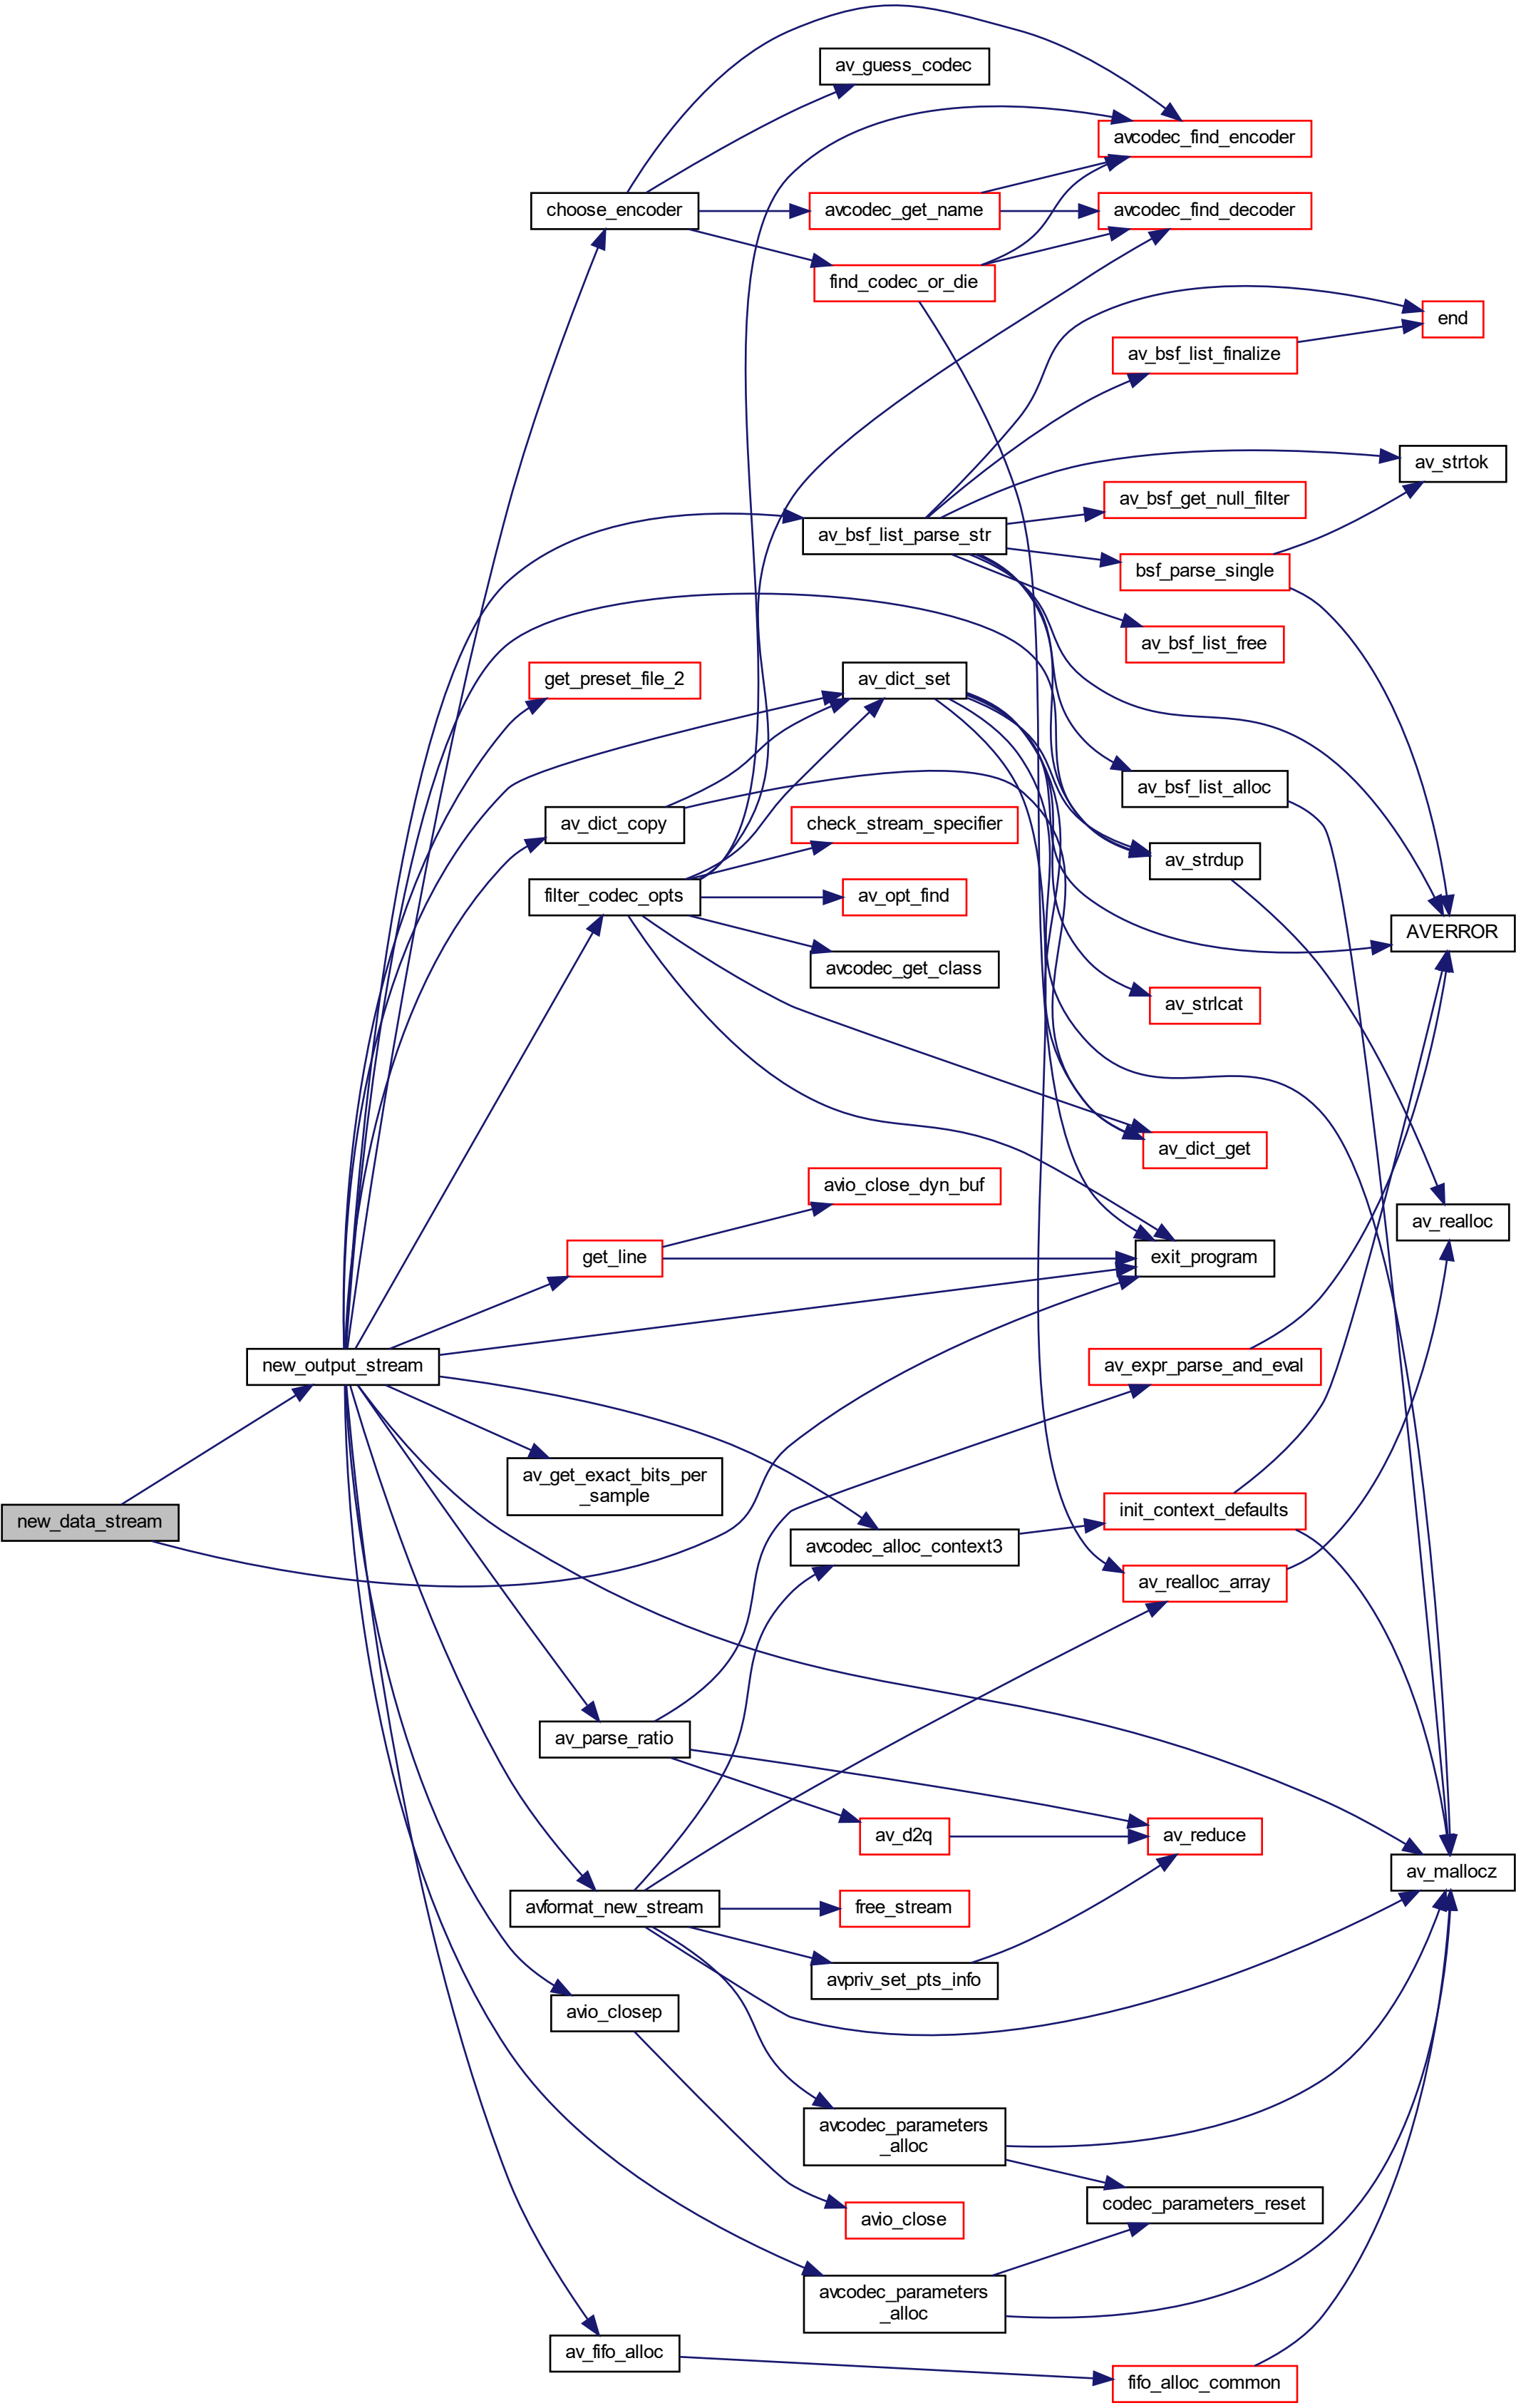 av_guess_codec
avcodec_find_encoder
choose_encoder
avcodec_get_name
avcodec_find_decoder
find_codec_or_die
end
av_bsf_list_finalize
av_strtok
av_bsf_get_null_filter
av_bsf_list_parse_str
bsf_parse_single
av_bsf_list_free
get_preset_file_2
av_dict_set
av_bsf_list_alloc
av_dict_copy
check_stream_specifier
av_strdup
filter_codec_opts
av_opt_find
AVERROR
avcodec_get_class
av_strlcat
av_dict_get
avio_close_dyn_buf
av_realloc
get_line
exit_program
new_output_stream
av_expr_parse_and_eval
av_get_exact_bits_per
_sample
new_data_stream
init_context_defaults
avcodec_alloc_context3
av_realloc_array
av_parse_ratio
av_d2q
av_reduce
av_mallocz
avformat_new_stream
free_stream
avpriv_set_pts_info
avio_closep
avcodec_parameters
_alloc
codec_parameters_reset
avio_close
avcodec_parameters
_alloc
av_fifo_alloc
fifo_alloc_common